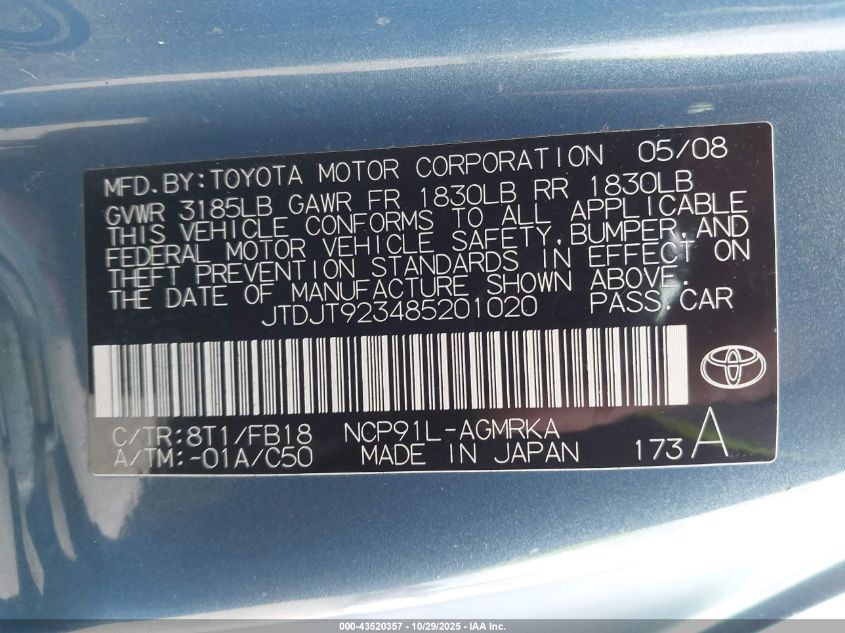 MFD.BY:TOYOTA MOTOR CORPORATION 05/08
GVWR 3185LB GAWR FR 1830LB RR 1830LB
THIS VEHICLE CONFORMS TO ALL APPLICABLE
FEDERAL MOTOR VEHICLE SAFETY,BUMPER,AND
THEFT PREVENTION STANDARDS IN EFFECT ON
THE DATE OF MANUFACTURE SHOWN ABOVE.
JTDJT923485201020 PASS.CAR
C/TR:8T1/FB18 NCP91L-AGMRKA
A/TM:-01A/C50 MADE IN JAPAN 173 A
000-43520357 - 10/29/2025 - IAA Inc.